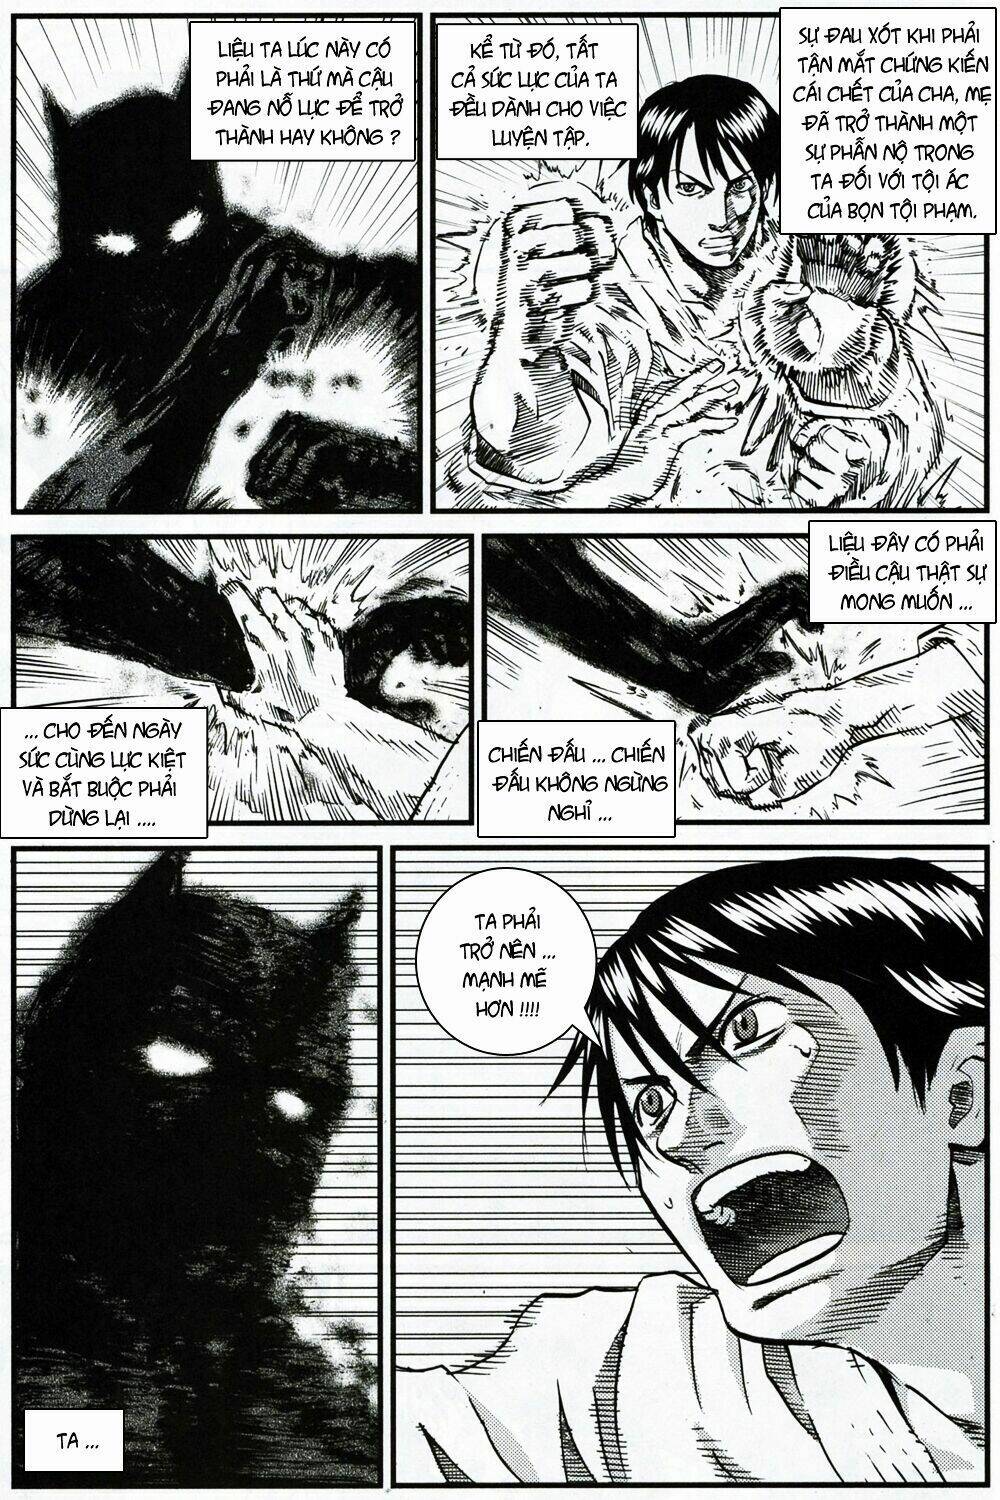 SỰ ĐAU XÓT KHI PHẢI
TẬN MẮT CHỨNG KIẾN
CÁI CHẾT CỦA CHA, MẸ
ĐÃ TRỞ THÀNH MỘT
SỰ PHẪN NỘ TRONG
TA ĐỐI VỚI TỘI ÁC
CỦA BỌN TỘI PHẠM.
KỂ TỪ ĐÓ, TẤT
CẢ SỨC LỰC CỦA TA
ĐỀU DÀNH CHO VIỆC
LUYỆN TẬP.
LIỆU TA LÚC NÀY CÓ
PHẢI LÀ THỨ MÀ CẬU
ĐANG NỖ LỰC ĐỂ TRỞ
THÀNH HAY KHÔNG ?
LIỆU ĐÂY CÓ PHẢI
ĐIỀU CẬU THẬT SỰ
MONG MUỐN ...
CHIẾN ĐẤU ... CHIẾN
ĐẤU KHÔNG NGỪNG
NGHỈ ...
... CHO ĐẾN NGÀY
SỨC CÙNG LỰC KIỆT
VÀ BẮT BUỘC PHẢI
DỪNG LẠI ....
TA PHẢI
TRỞ NÊN ...
MẠNH MẼ
HƠN !!!!
TA ...